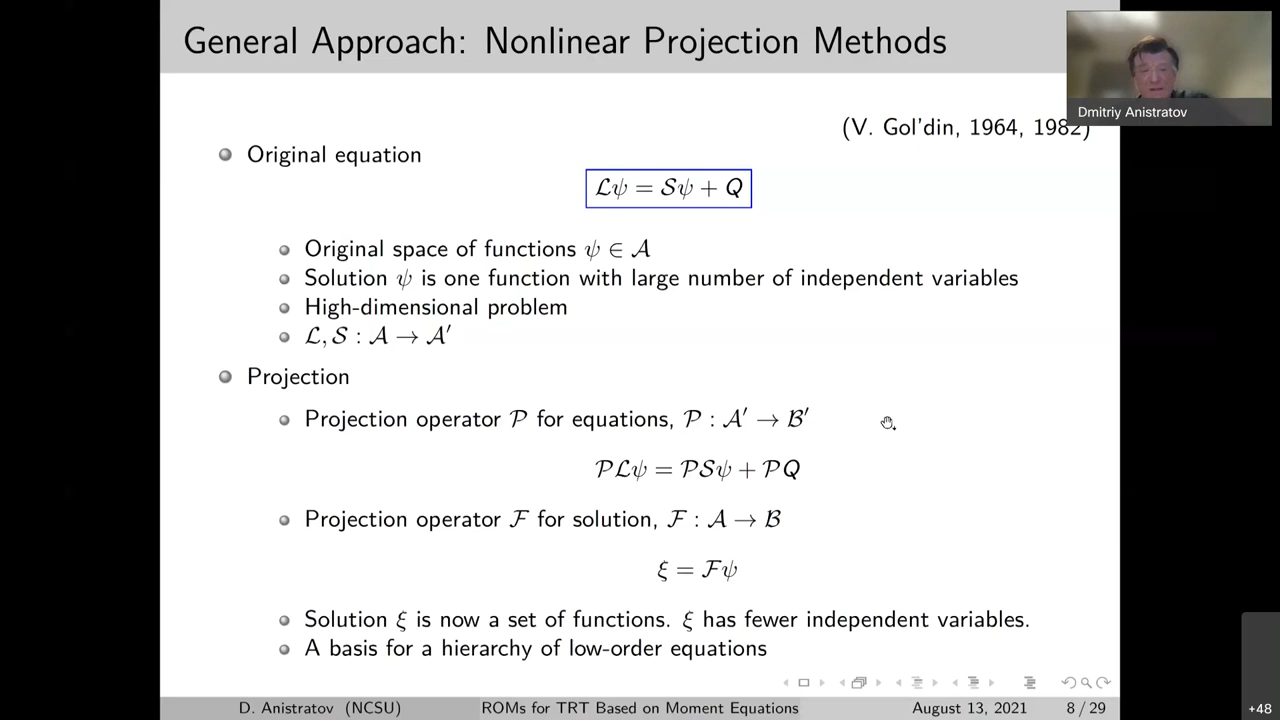 General Approach: Nonlinear Projection Methods
Dmitriy Anistratov
(V. Gol'din, 1964, 1982)
Original equation
ℒψ = 𝒮ψ + Q
Original space of functions ψ ∈ 𝒜
Solution ψ is one function with large number of independent variables
High-dimensional problem
ℒ, 𝒮 : 𝒜 → 𝒜′
Projection
Projection operator 𝒫 for equations, 𝒫 : 𝒜′ → ℬ′
𝒫ℒψ = 𝒫𝒮ψ + 𝒫Q
Projection operator ℱ for solution, ℱ : 𝒜 → ℬ
ξ = ℱψ
Solution ξ is now a set of functions. ξ has fewer independent variables.
A basis for a hierarchy of low-order equations
D. Anistratov (NCSU) ROMs for TRT Based on Moment Equations August 13, 2021 8 / 29
+48